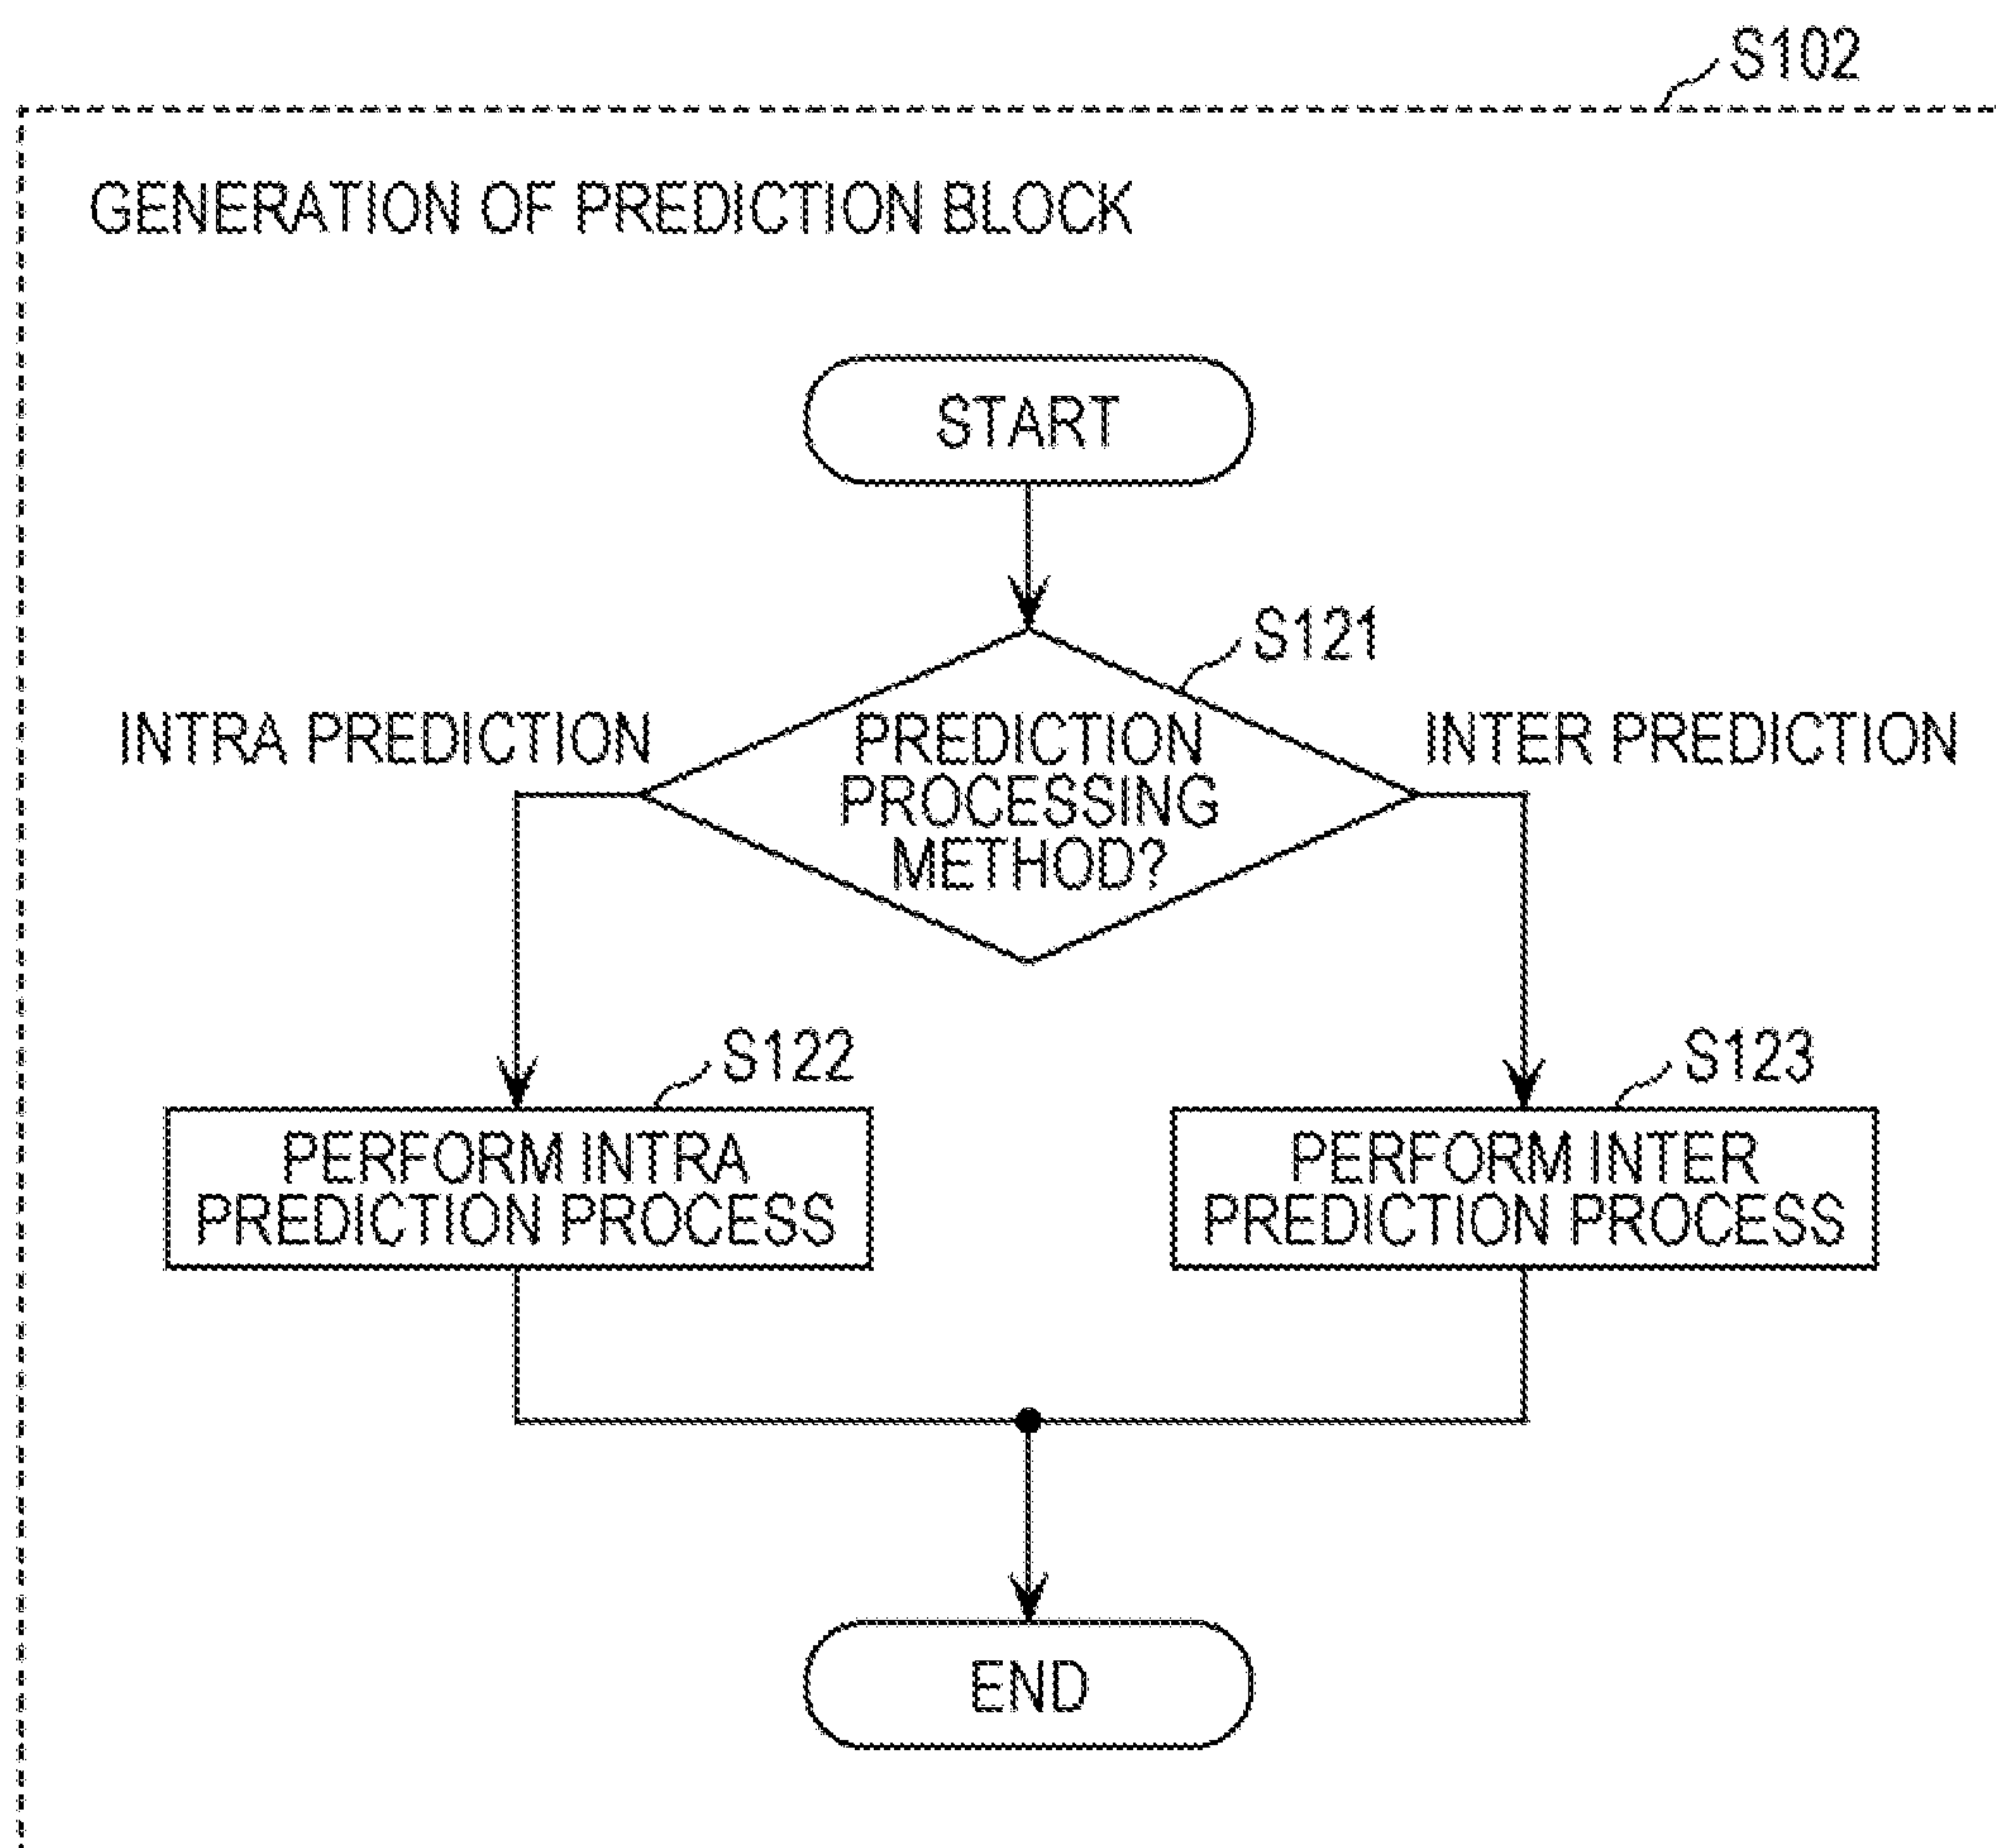 S102
GENERATION OF PREDICTION BLOCK
START
S121
INTRA PREDICTION
PREDICTION
PROCESSING
METHOD?
INTER PREDICTION
S122
PERFORM INTRA
PREDICTION PROCESS
S123
PERFORM INTER
PREDICTION PROCESS
END